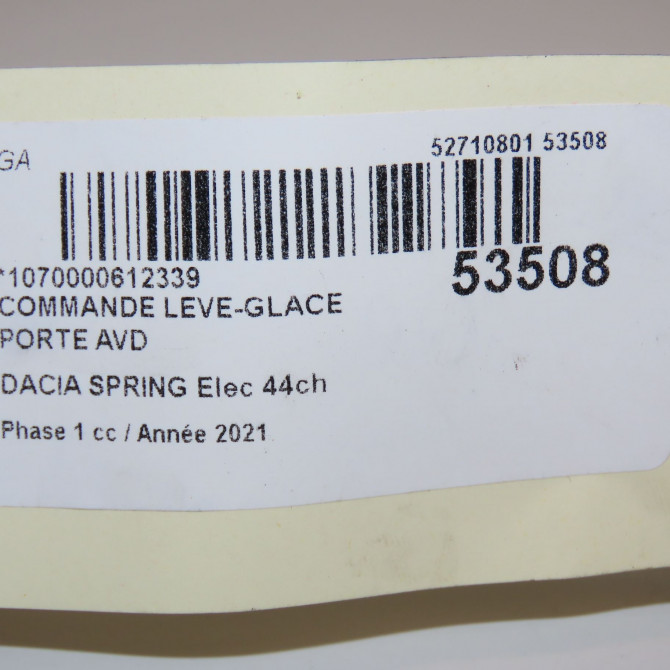 GA
52710801 53508
*1070000612339
53508
COMMANDE LEVE-GLACE
PORTE AVD
DACIA SPRING Elec 44ch
Phase 1 cc / Année 2021